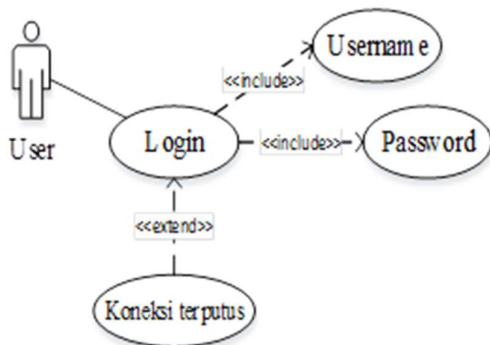 Username
<<include>>
User
Login
<<include>>
Password
<<extend>>
Koneksi terputus